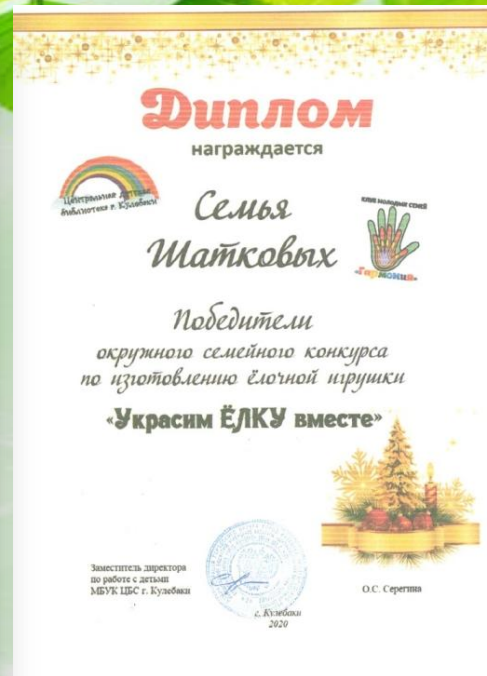 Диплом
награждается
Центральная детская
библиотека г. Кулебаки
КЛУБ МОЛОДЫХ СЕМЕЙ
«Гармония»
Семья
Шатковых
Победители
окружного семейного конкурса
по изготовлению ёлочной игрушки
«Украсим ЁЛКУ вместе»
Заместитель директора
по работе с детьми
МБУК ЦБС г. Кулебаки
О.С. Серегина
г. Кулебаки
2020